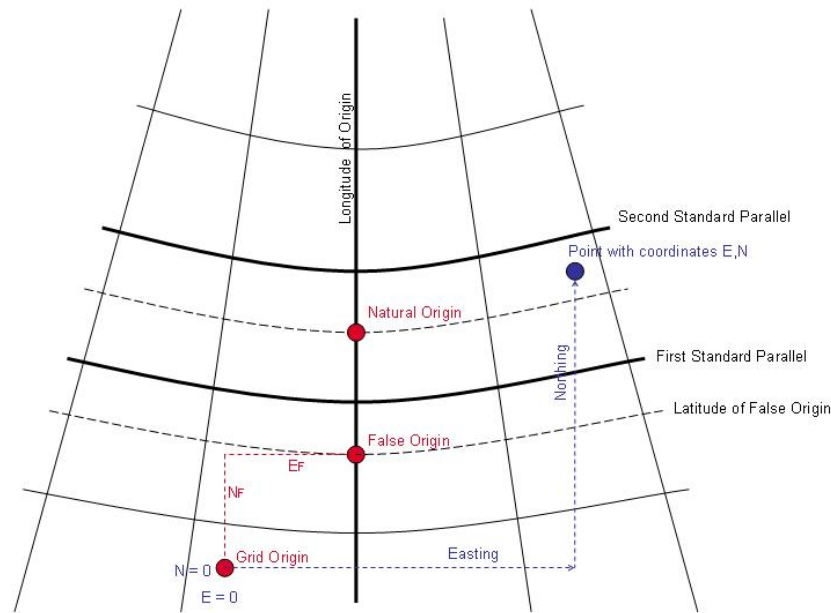 Longitude of Origin
Second Standard Parallel
Point with coordinates E,N
Natural Origin
Northing
First Standard Parallel
Latitude of False Origin
False Origin
EF
NF
Grid Origin
N = 0
Easting
E = 0